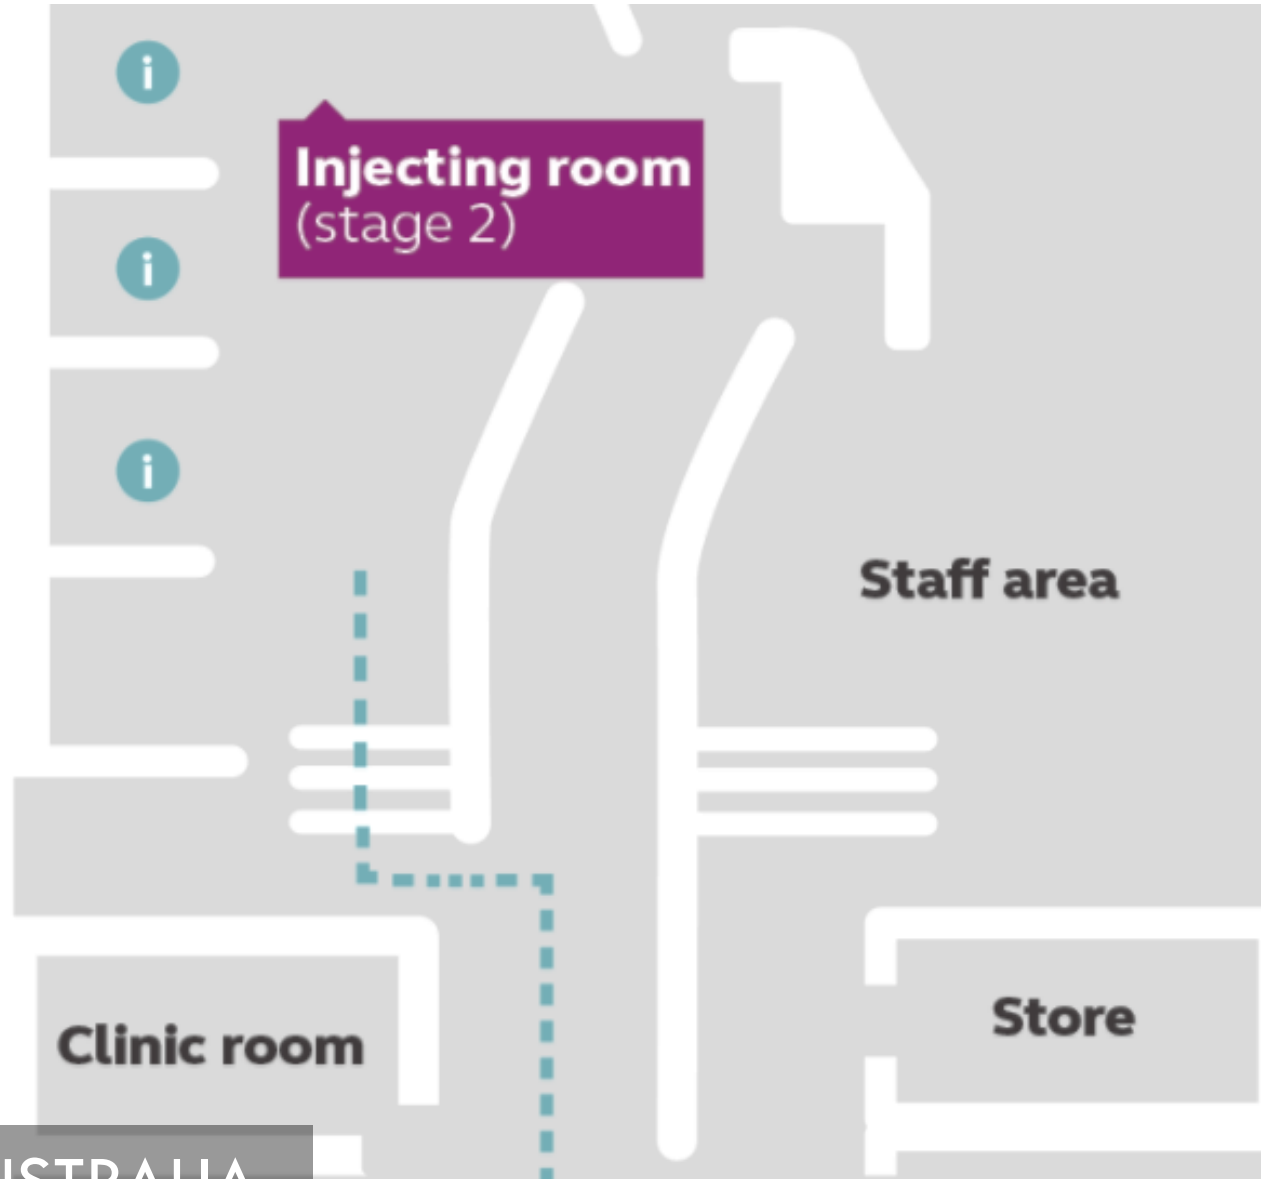 i
Injecting room
(stage 2)
i
i
Staff area
Store
Clinic room